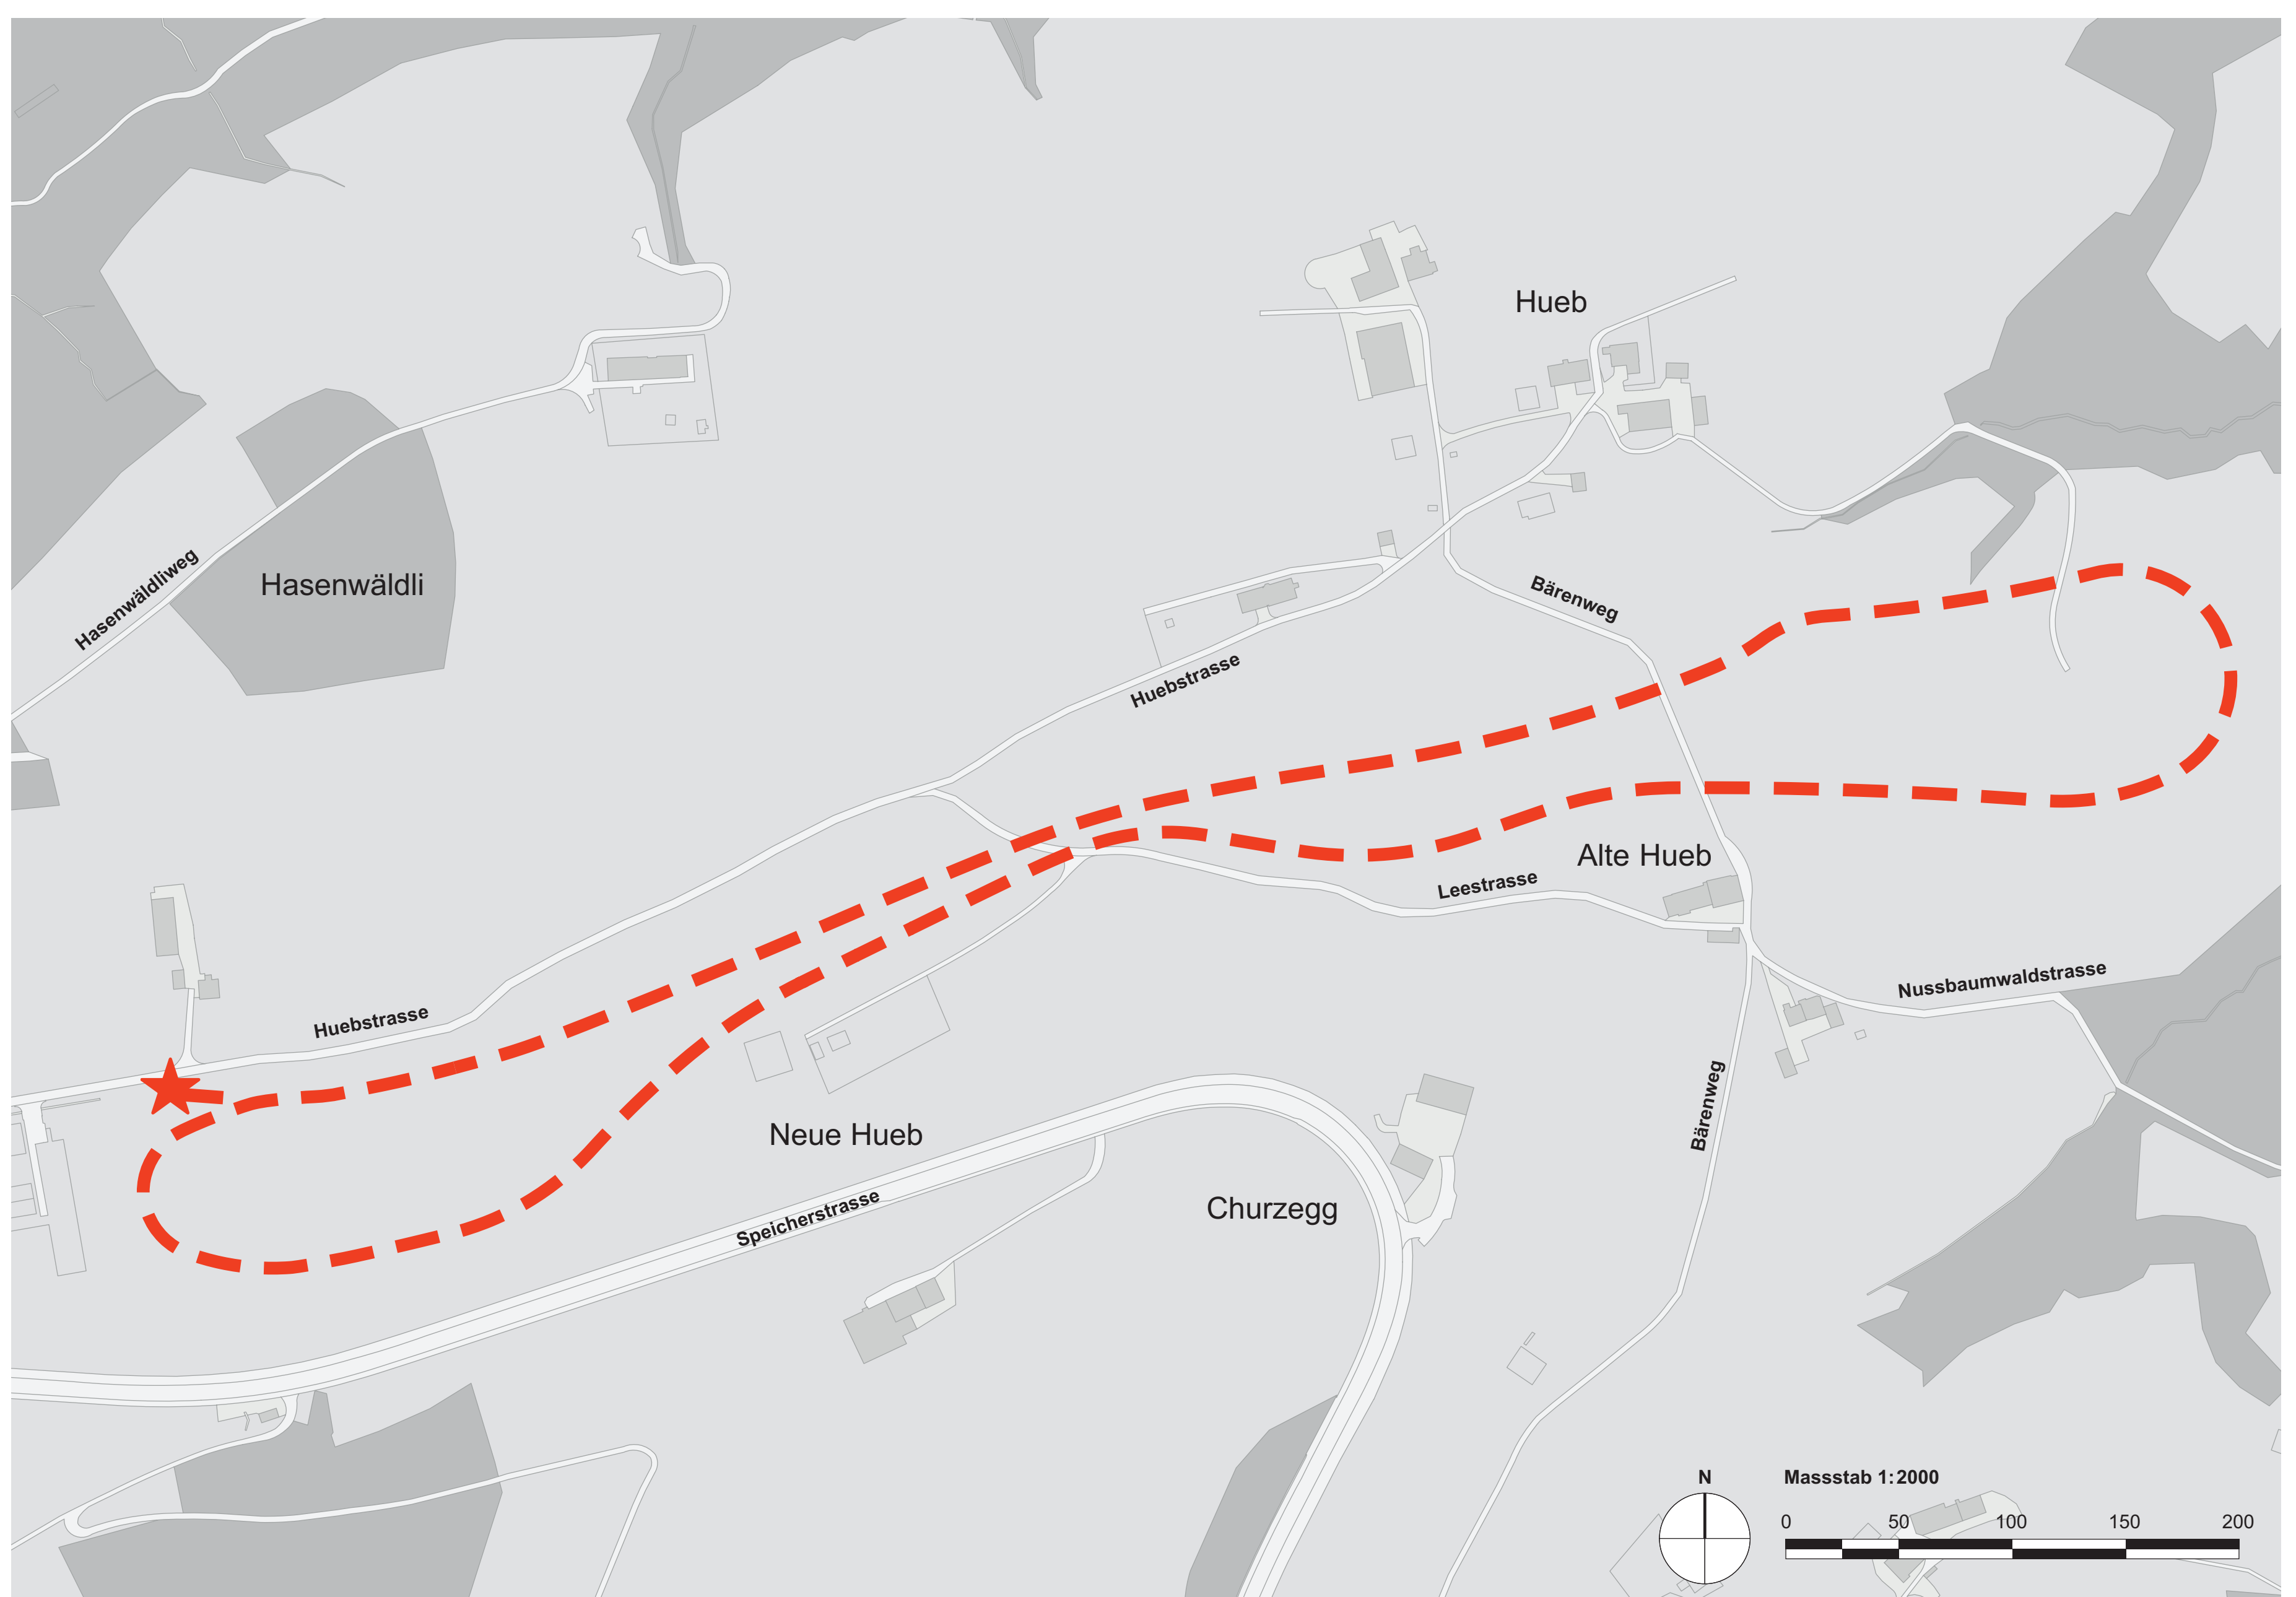 Hueb
Hasenwäldliweg
Hasenwäldli
Bärenweg
Huebstrasse
Alte Hueb
Leestrasse
Nussbaumwaldstrasse
Huebstrasse
Bärenweg
Neue Hueb
Churzegg
Speicherstrasse
N
Massstab 1:2000
0 50 100 150 200